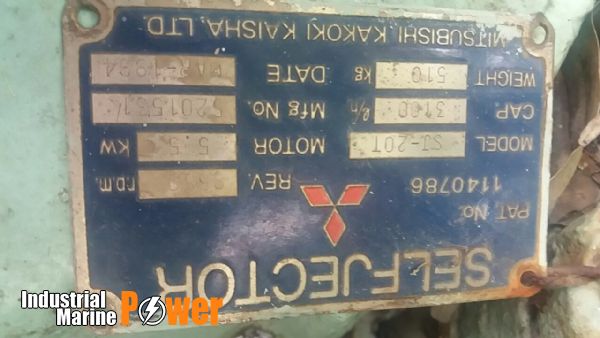 SELFJECTOR
PAT. No. 1140786
REV. r.p.m.
MODEL SJ-20T MOTOR 5.5 KW
CAP. 3100 ℓ/h Mfg No.
WEIGHT 510 kg DATE 1994
MITSUBISHI KAKOKI KAISHA, LTD.
Industrial
Marine Power